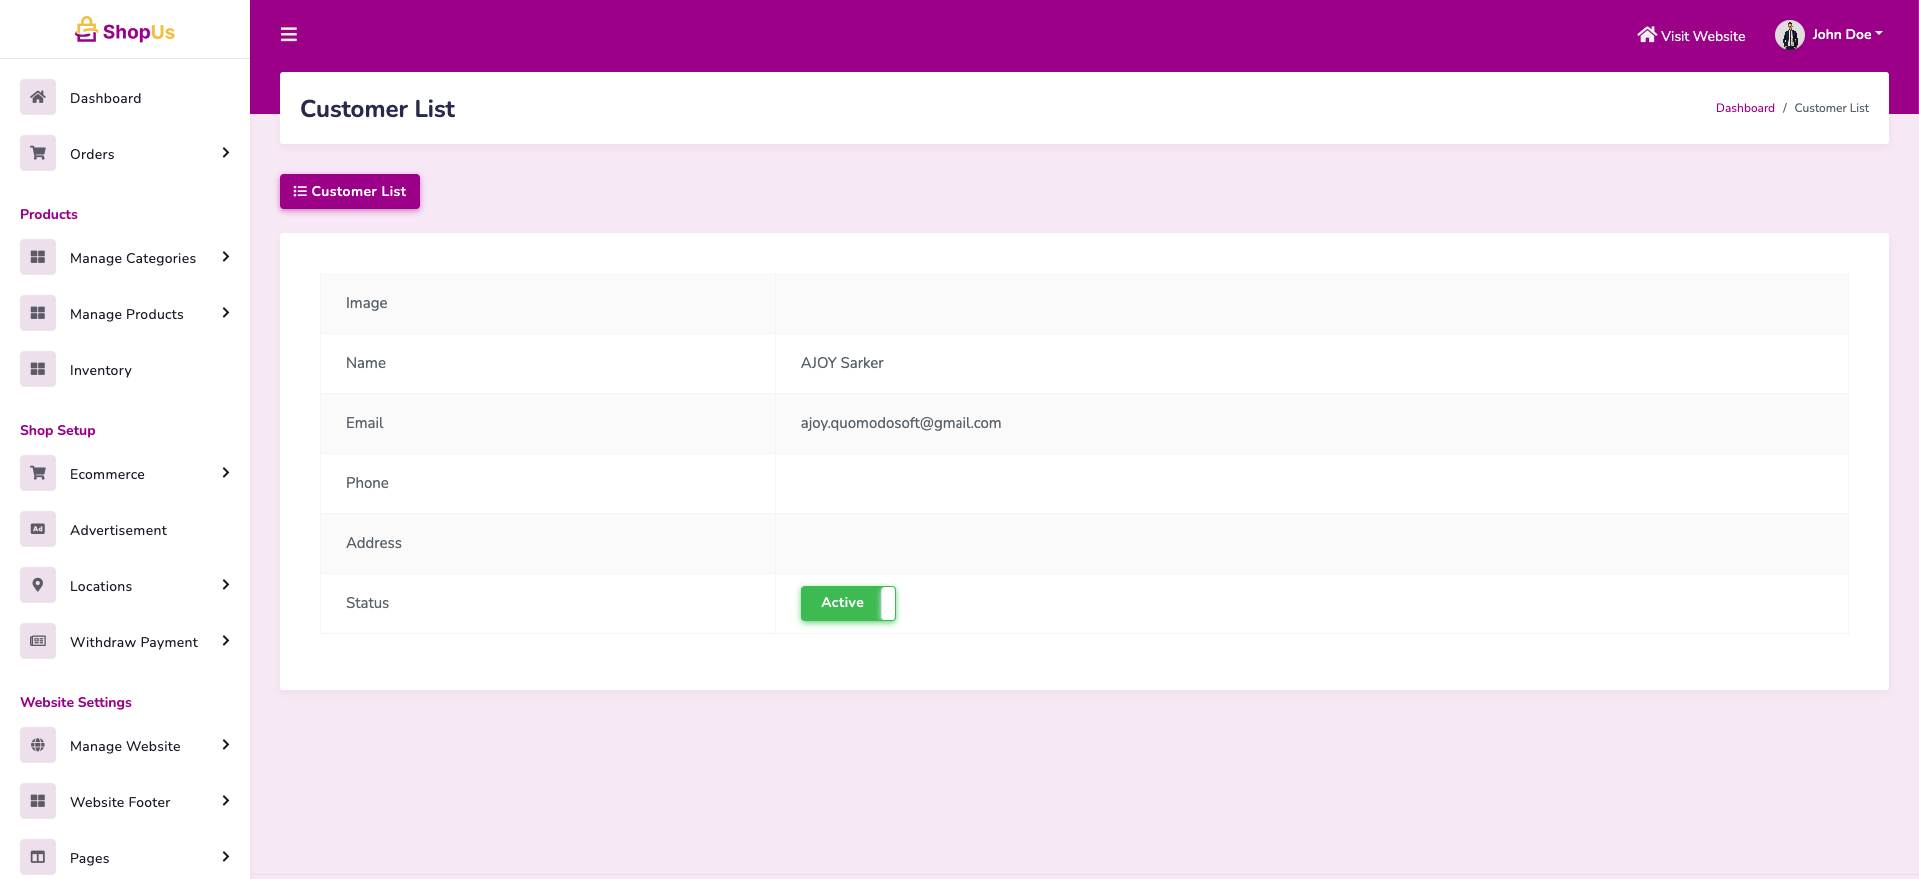 ShopUs
Visit Website
John Doe
Customer List
Dashboard / Customer List
Customer List
Dashboard
Orders
Products
Manage Categories
Manage Products
Inventory
Shop Setup
Ecommerce
Ad
Advertisement
Locations
Withdraw Payment
Website Settings
Manage Website
Website Footer
Pages
Image
Name
AJOY Sarker
Email
ajoy.quomodosoft@gmail.com
Phone
Address
Status
Active